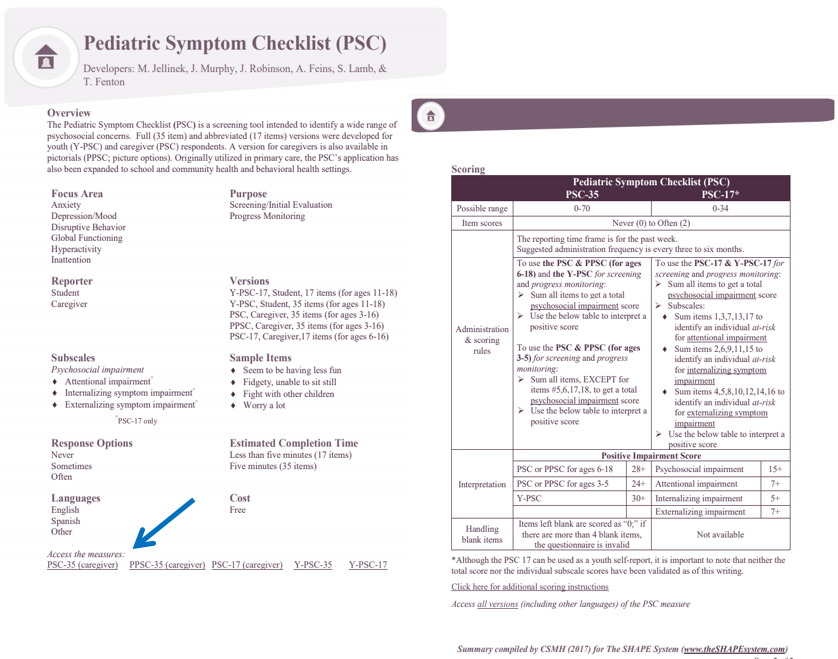 Pediatric Symptom Checklist (PSC)
Developers: M. Jellinek, J. Murphy, J. Robinson, A. Feins, S. Lamb, &
T. Fenton
Overview
The Pediatric Symptom Checklist (PSC) is a screening tool intended to identify a wide range of
psychosocial concerns. Full (35 item) and abbreviated (17 items) versions were developed for
youth (Y-PSC) and caregiver (PSC) respondents. A version for caregivers is also available in
pictorials (PPSC; picture options). Originally utilized in primary care, the PSC's application has
also been expanded to school and community health and behavioral health settings.
Focus Area
Anxiety
Depression/Mood
Disruptive Behavior
Global Functioning
Hyperactivity
Inattention
Purpose
Screening/Initial Evaluation
Progress Monitoring
Reporter
Student
Caregiver
Versions
Y-PSC-17, Student, 17 items (for ages 11-18)
Y-PSC, Student, 35 items (for ages 11-18)
PSC, Caregiver, 35 items (for ages 3-16)
PPSC, Caregiver, 35 items (for ages 3-16)
PSC-17, Caregiver,17 items (for ages 6-16)
Subscales
Psychosocial impairment
♦ Attentional impairment^
♦ Internalizing symptom impairment^
♦ Externalizing symptom impairment^
^PSC-17 only
Sample Items
♦ Seem to be having less fun
♦ Fidgety, unable to sit still
♦ Fight with other children
♦ Worry a lot
Response Options
Never
Sometimes
Often
Estimated Completion Time
Less than five minutes (17 items)
Five minutes (35 items)
Languages
English
Spanish
Other
Cost
Free
Access the measures:
PSC-35 (caregiver) PPSC-35 (caregiver) PSC-17 (caregiver) Y-PSC-35 Y-PSC-17
Scoring
Pediatric Symptom Checklist (PSC)
PSC-35 PSC-17*
Possible range 0-70 0-34
Item scores Never (0) to Often (2)
Administration
& scoring
rules
The reporting time frame is for the past week.
Suggested administration frequency is every three to six months.
To use the PSC & PPSC (for ages
6-18) and the Y-PSC for screening
and progress monitoring:
➢ Sum all items to get a total
psychosocial impairment score
➢ Use the below table to interpret a
positive score
To use the PSC & PPSC (for ages
3-5) for screening and progress
monitoring:
➢ Sum all items, EXCEPT for
items #5,6,17,18, to get a total
psychosocial impairment score
➢ Use the below table to interpret a
positive score
To use the PSC-17 & Y-PSC-17 for
screening and progress monitoring:
➢ Sum all items to get a total
psychosocial impairment score
➢ Subscales:
♦ Sum items 1,3,7,13,17 to
identify an individual at-risk
for attentional impairment
♦ Sum items 2,6,9,11,15 to
identify an individual at-risk
for internalizing symptom
impairment
♦ Sum items 4,5,8,10,12,14,16 to
identify an individual at-risk
for externalizing symptom
impairment
➢ Use the below table to interpret a
positive score
Interpretation
Positive Impairment Score
PSC or PPSC for ages 6-18 28+ Psychosocial impairment 15+
PSC or PPSC for ages 3-5 24+ Attentional impairment 7+
Y-PSC 30+ Internalizing impairment 5+
Externalizing impairment 7+
Handling
blank items
Items left blank are scored as "0;" if
there are more than 4 blank items,
the questionnaire is invalid
Not available
*Although the PSC 17 can be used as a youth self-report, it is important to note that neither the
total score nor the individual subscale scores have been validated as of this writing.
Click here for additional scoring instructions
Access all versions (including other languages) of the PSC measure
Summary compiled by CSMH (2017) for The SHAPE System (www.theSHAPEsystem.com)